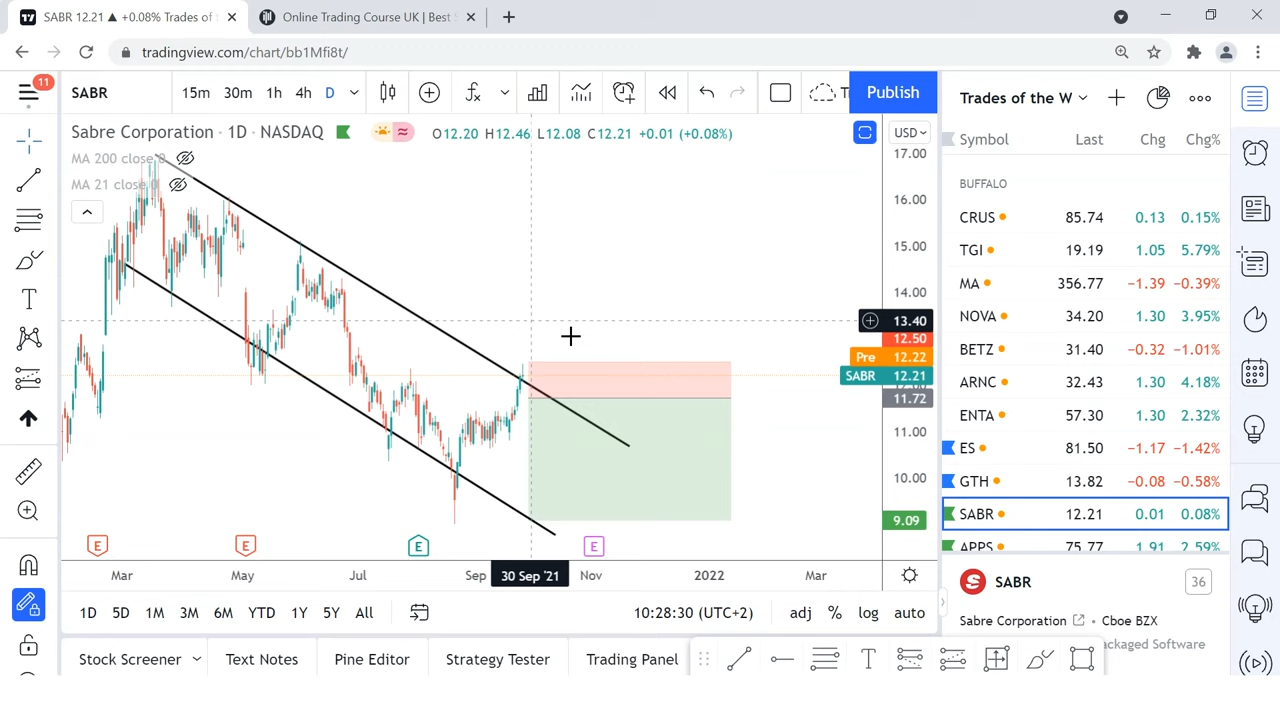 SABR 12.21 ▲ +0.08% Trades of
Online Trading Course UK | Best
tradingview.com/chart/bb1Mfi8t/
11
SABR
15m 30m 1h 4h D
Publish
Trades of the W
Sabre Corporation · 1D · NASDAQ
O12.20 H12.46 L12.08 C12.21 +0.01 (+0.08%)
USD
MA 200 close 0
MA 21 close 0
17.00
16.00
15.00
14.00
13.40
12.50
Pre 12.22
SABR 12.21
11.72
11.00
10.00
9.09
E E E E
Mar May Jul Sep 30 Sep '21 Nov 2022 Mar
1D 5D 1M 3M 6M YTD 1Y 5Y All
10:28:30 (UTC+2)
adj % log auto
Stock Screener Text Notes Pine Editor Strategy Tester Trading Panel
Symbol Last Chg Chg%
BUFFALO
CRUS 85.74 0.13 0.15%
TGI 19.19 1.05 5.79%
MA 356.77 −1.39 −0.39%
NOVA 34.20 1.30 3.95%
BETZ 31.40 −0.32 −1.01%
ARNC 32.43 1.30 4.18%
ENTA 57.30 1.30 2.32%
ES 81.50 −1.17 −1.42%
GTH 13.82 −0.08 −0.58%
SABR 12.21 0.01 0.08%
APPS 75.77 1.91 2.59%
SABR
36
Sabre Corporation • Cboe BZX
ackaged Software